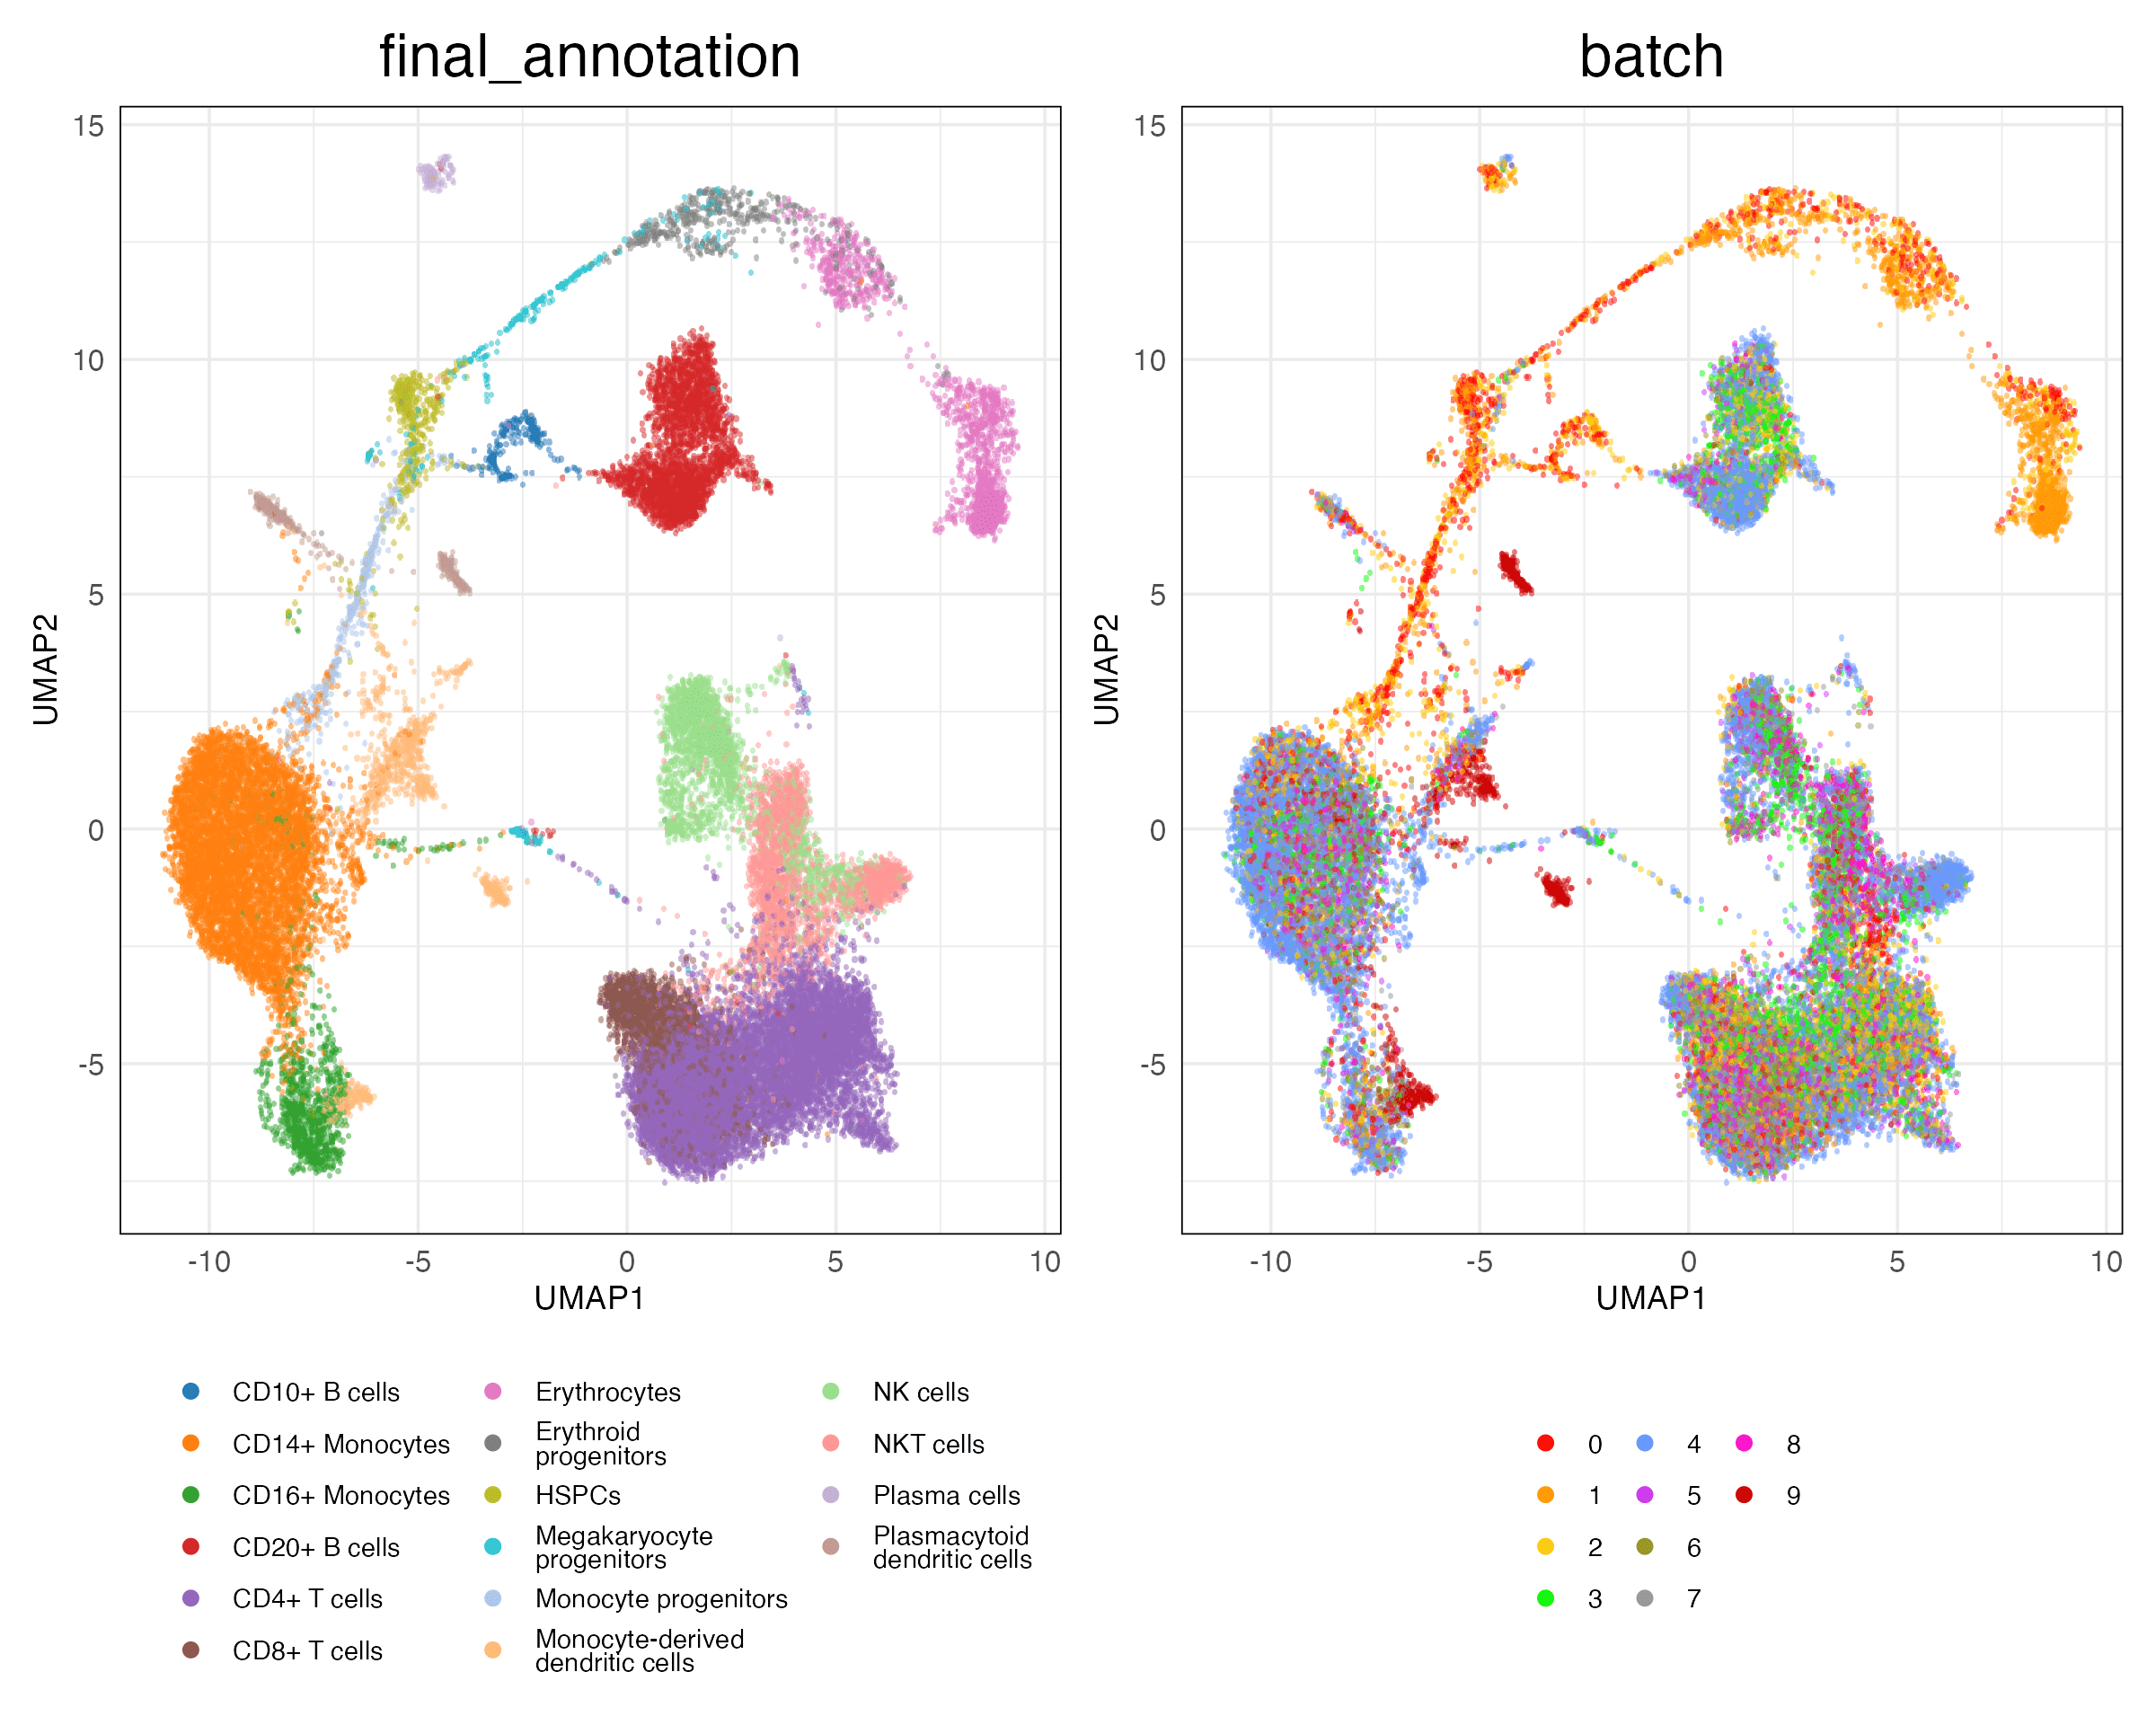 final_annotation
batch
15
10
5
0
-5
UMAP2
-10
-5
0
5
10
UMAP1
15
10
5
0
-5
UMAP2
-10
-5
0
5
10
UMAP1
CD10+ B cells
CD14+ Monocytes
CD16+ Monocytes
CD20+ B cells
CD4+ T cells
CD8+ T cells
Erythrocytes
Erythroid
progenitors
HSPCs
Megakaryocyte
progenitors
Monocyte progenitors
Monocyte-derived
dendritic cells
NK cells
NKT cells
Plasma cells
Plasmacytoid
dendritic cells
0
1
2
3
4
5
6
7
8
9